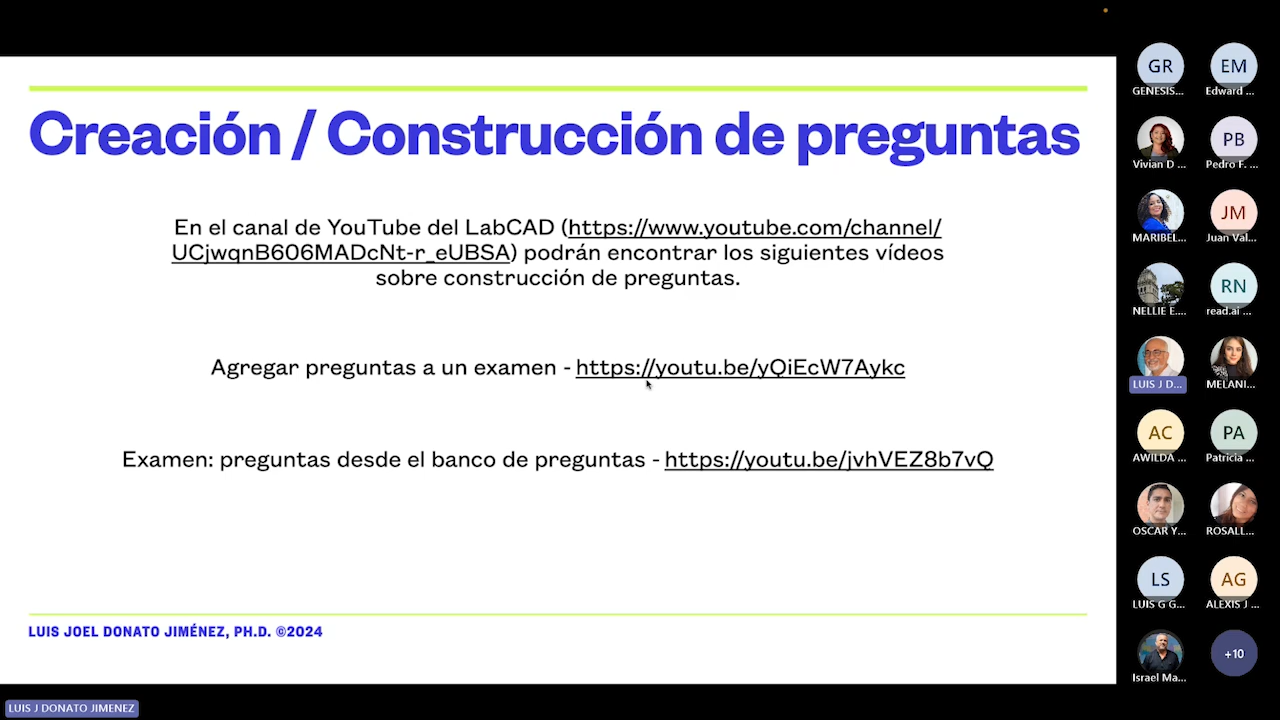 Creación / Construcción de preguntas
En el canal de YouTube del LabCAD (https://www.youtube.com/channel/
UCjwqnB606MADcNt-r_eUBSA) podrán encontrar los siguientes vídeos
sobre construcción de preguntas.
Agregar preguntas a un examen - https://youtu.be/yQiEcW7Aykc
Examen: preguntas desde el banco de preguntas - https://youtu.be/jvhVEZ8b7vQ
LUIS JOEL DONATO JIMÉNEZ, PH.D. ©2024
LUIS J DONATO JIMENEZ
GR
GENESIS...
EM
Edward ...
Vivian D ...
PB
Pedro F. ...
MARIBEL...
JM
Juan Val...
NELLIE E....
RN
read.ai ...
LUIS J D...
MELANI...
AC
AWILDA ...
PA
Patricia ...
OSCAR Y...
ROSALL...
LS
LUIS G G...
AG
ALEXIS J ...
Israel Ma...
+10